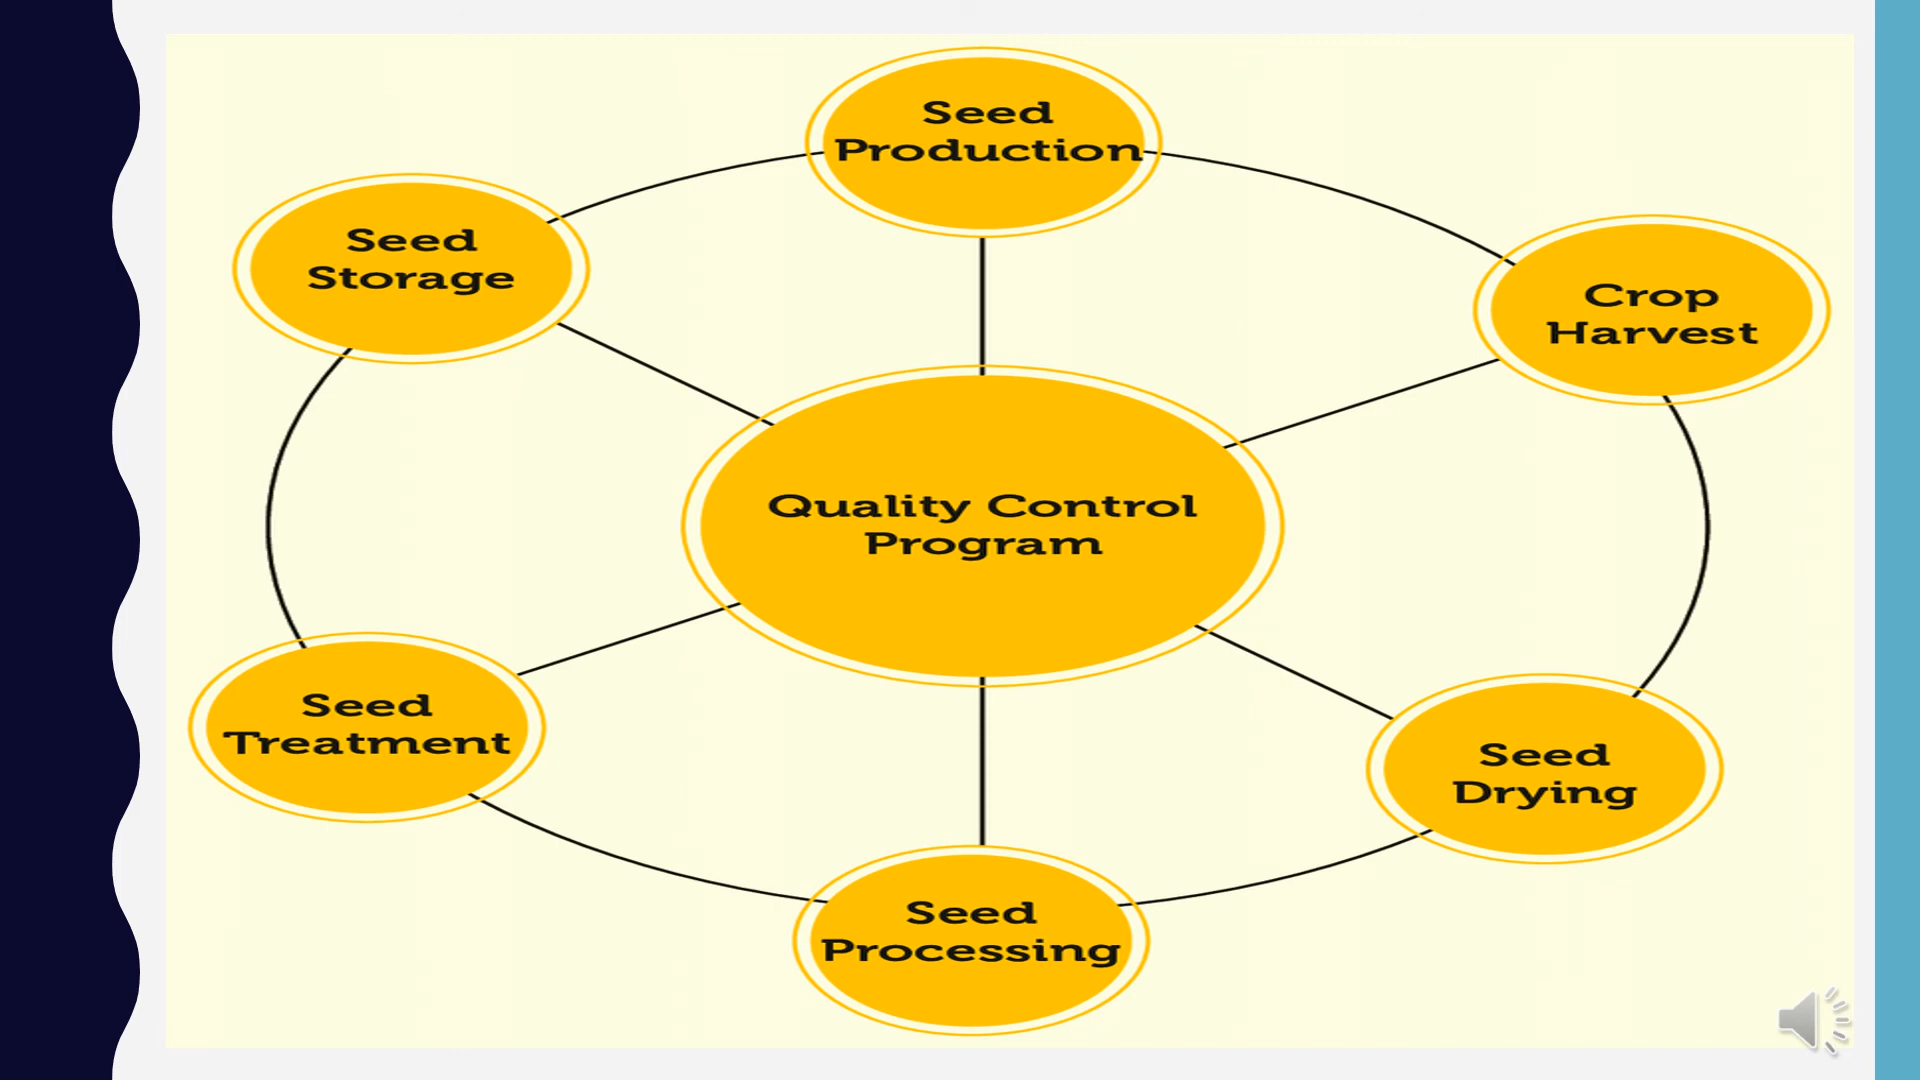 Seed
Production
Seed
Storage
Crop
Harvest
Quality Control
Program
Seed
Treatment
Seed
Drying
Seed
Processing